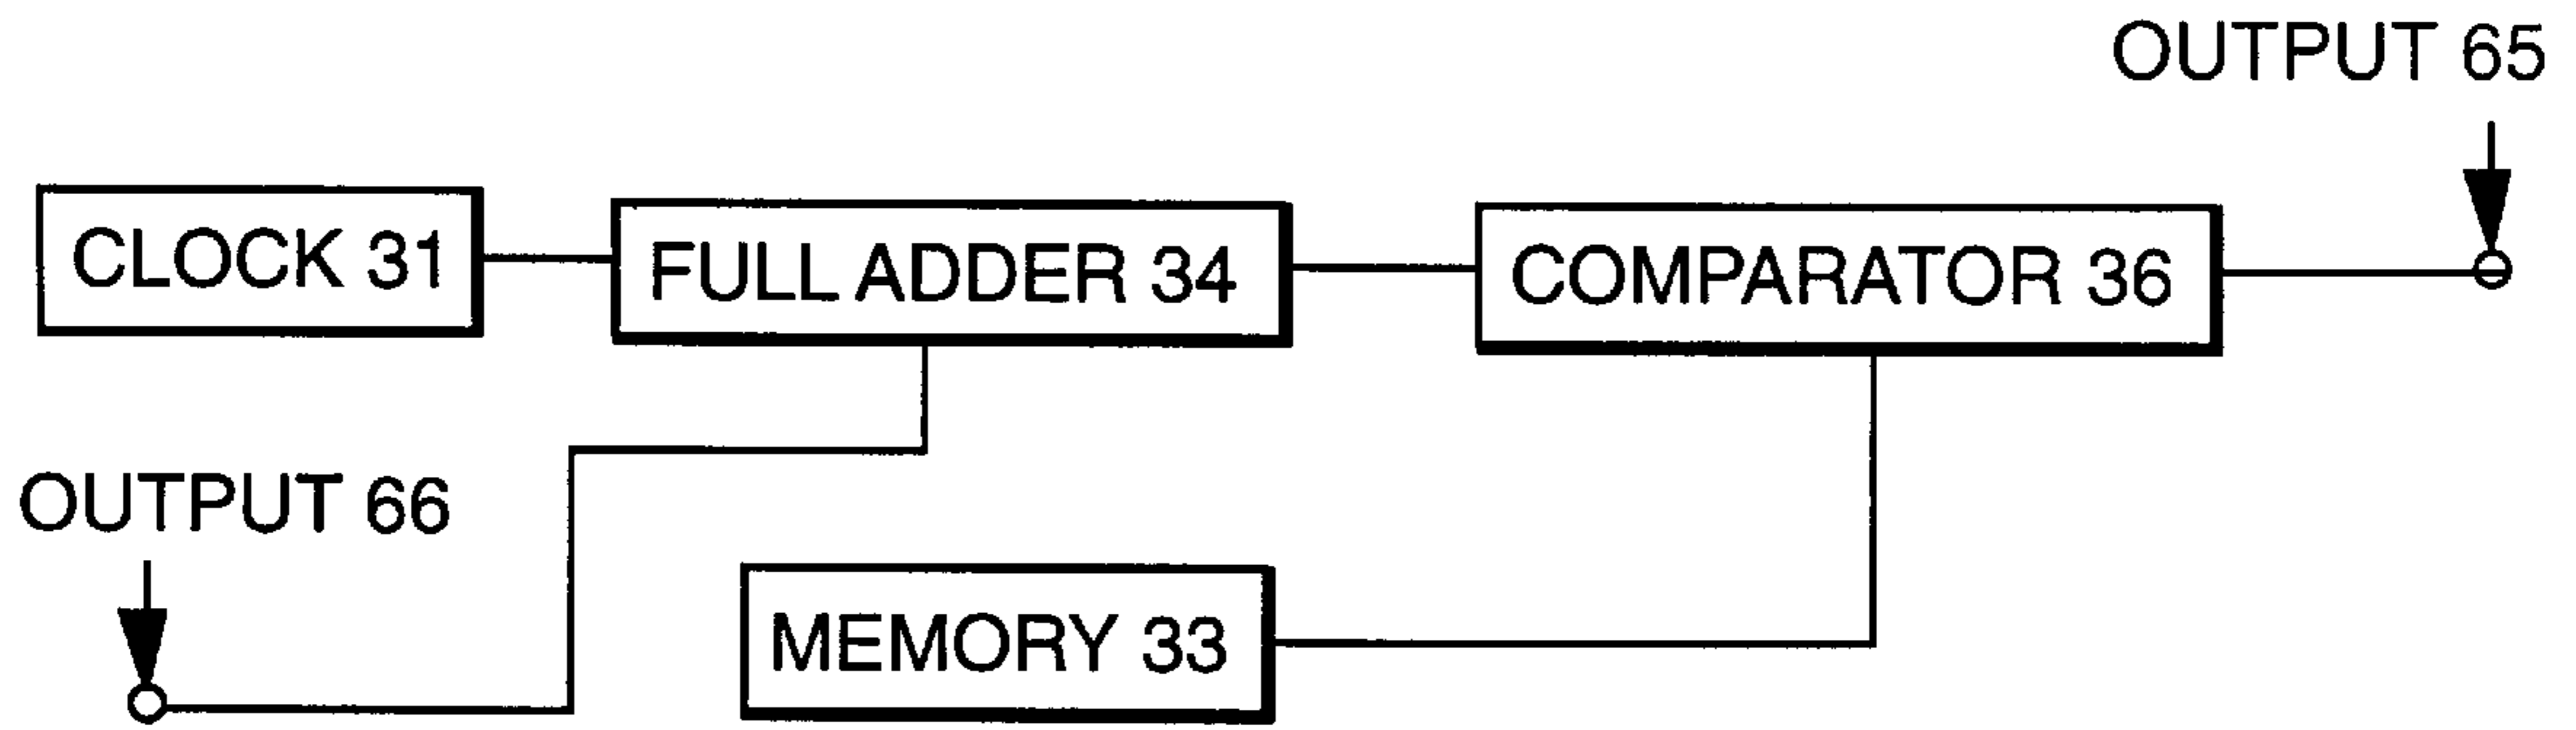 OUTPUT 65
CLOCK 31
FULL ADDER 34
COMPARATOR 36
OUTPUT 66
MEMORY 33